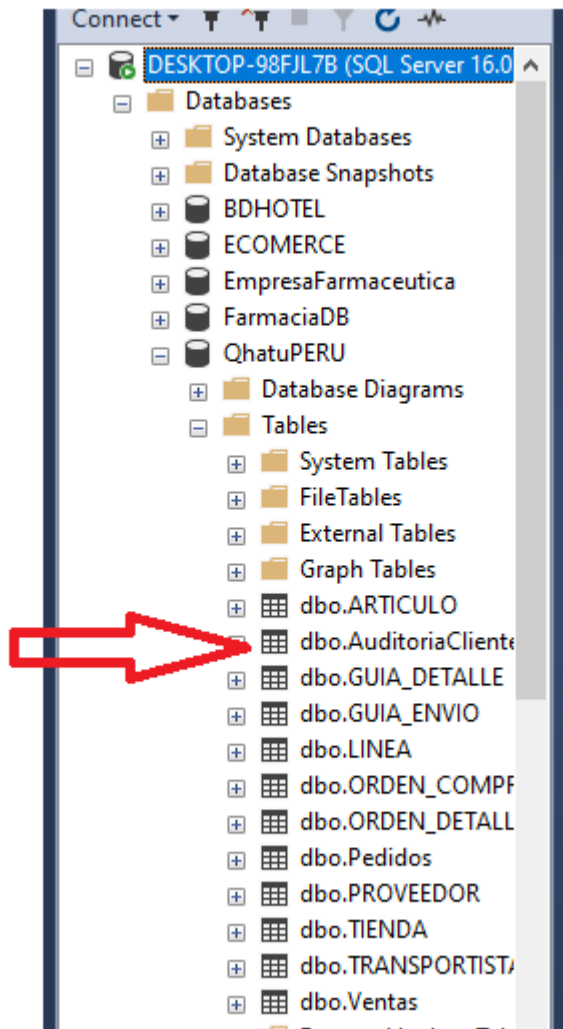 Connect
DESKTOP-98FJL7B (SQL Server 16.0
Databases
System Databases
Database Snapshots
BDHOTEL
ECOMERCE
EmpresaFarmaceutica
FarmaciaDB
QhatuPERU
Database Diagrams
Tables
System Tables
FileTables
External Tables
Graph Tables
dbo.ARTICULO
dbo.AuditoriaCliente
dbo.GUIA_DETALLE
dbo.GUIA_ENVIO
dbo.LINEA
dbo.ORDEN_COMPR
dbo.ORDEN_DETALL
dbo.Pedidos
dbo.PROVEEDOR
dbo.TIENDA
dbo.TRANSPORTISTA
dbo.Ventas